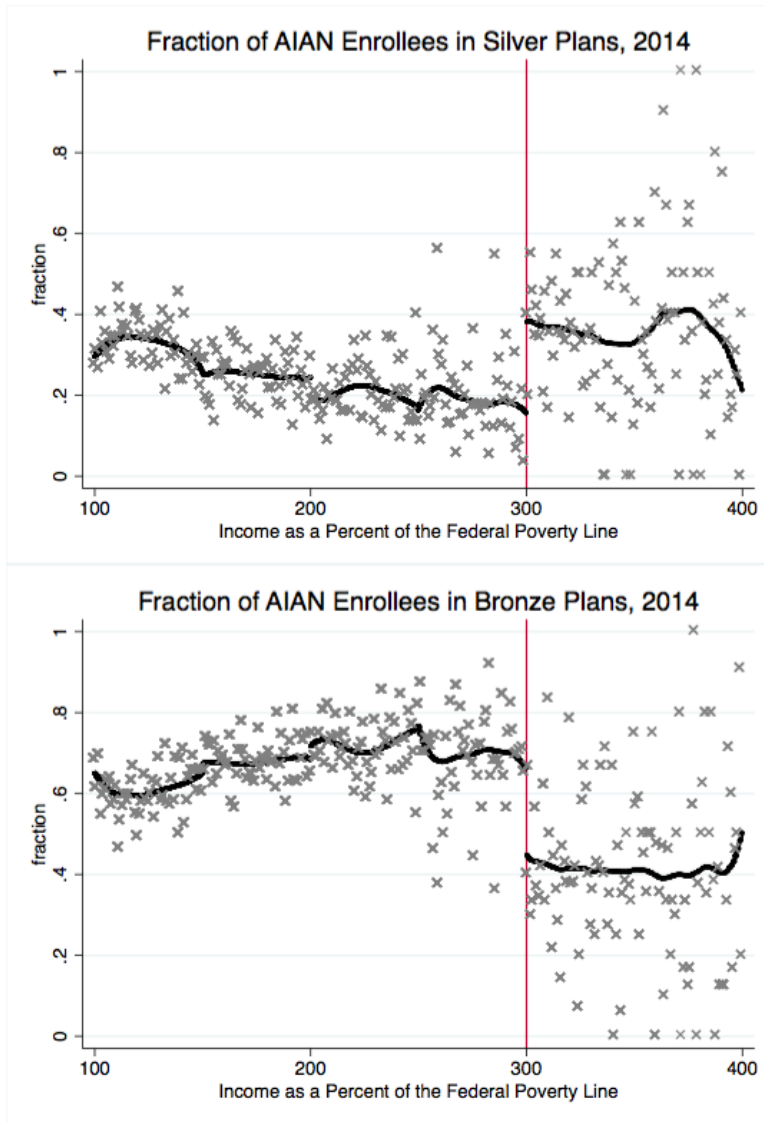 Fraction of AIAN Enrollees in Silver Plans, 2014
1
.8
.6
.4
.2
0
fraction
100 200 300 400
Income as a Percent of the Federal Poverty Line
Fraction of AIAN Enrollees in Bronze Plans, 2014
1
.8
.6
.4
.2
0
fraction
100 200 300 400
Income as a Percent of the Federal Poverty Line